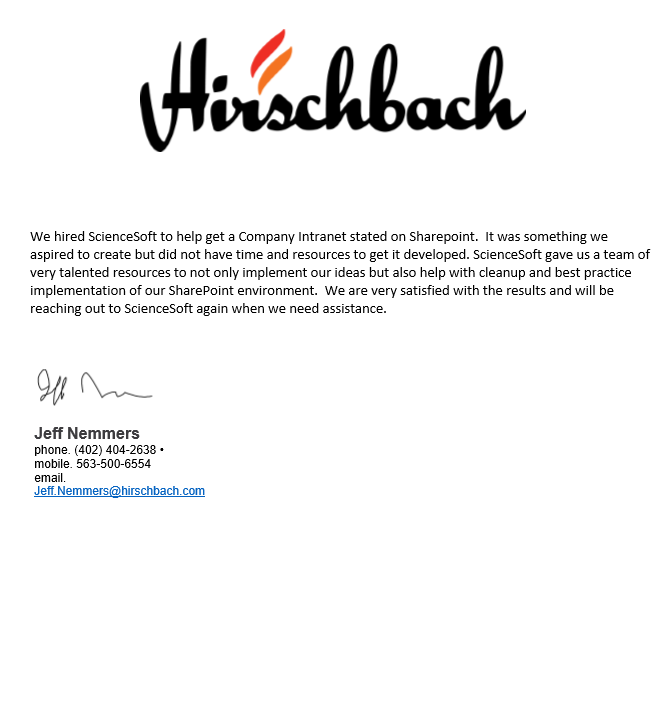 Hirschbach
We hired ScienceSoft to help get a Company Intranet stated on Sharepoint.  It was something we
aspired to create but did not have time and resources to get it developed. ScienceSoft gave us a team of
very talented resources to not only implement our ideas but also help with cleanup and best practice
implementation of our SharePoint environment.  We are very satisfied with the results and will be
reaching out to ScienceSoft again when we need assistance.
Jeff Nemmers
phone. (402) 404-2638 •
mobile. 563-500-6554
email.
Jeff.Nemmers@hirschbach.com